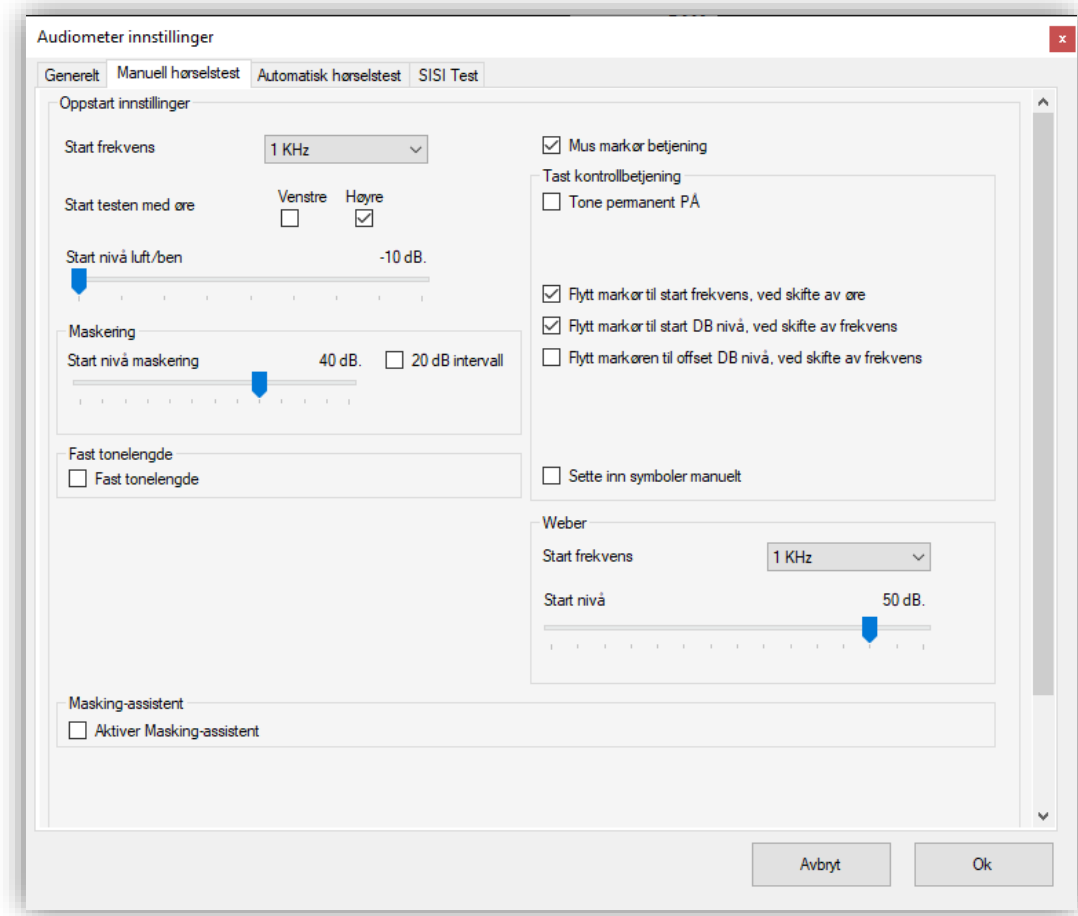 Audiometer innstillinger
x
Generelt Manuell hørselstest Automatisk hørselstest SISI Test
Oppstart innstillinger
Start frekvens 1 KHz
Start testen med øre Venstre Høyre
Start nivå luft/ben -10 dB.
Maskering
Start nivå maskering 40 dB. 20 dB intervall
Fast tonelengde
Fast tonelengde
Mus markør betjening
Tast kontrollbetjening
Tone permanent PÅ
Flytt markør til start frekvens, ved skifte av øre
Flytt markør til start DB nivå, ved skifte av frekvens
Flytt markøren til offset DB nivå, ved skifte av frekvens
Sette inn symboler manuelt
Weber
Start frekvens 1 KHz
Start nivå 50 dB.
Masking-assistent
Aktiver Masking-assistent
Avbryt Ok